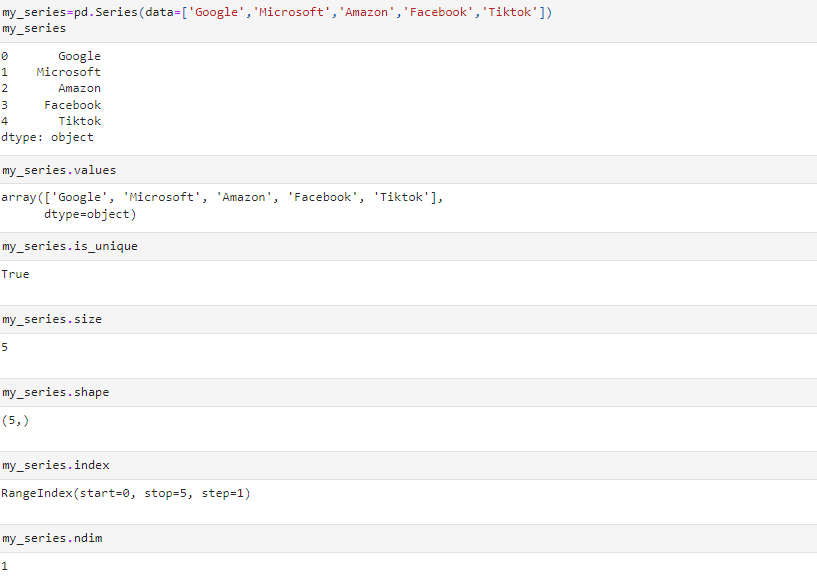 my_series=pd.Series(data=['Google','Microsoft','Amazon','Facebook','Tiktok'])
my_series
0       Google
1    Microsoft
2       Amazon
3     Facebook
4       Tiktok
dtype: object
my_series.values
array(['Google', 'Microsoft', 'Amazon', 'Facebook', 'Tiktok'],
      dtype=object)
my_series.is_unique
True
my_series.size
5
my_series.shape
(5,)
my_series.index
RangeIndex(start=0, stop=5, step=1)
my_series.ndim
1